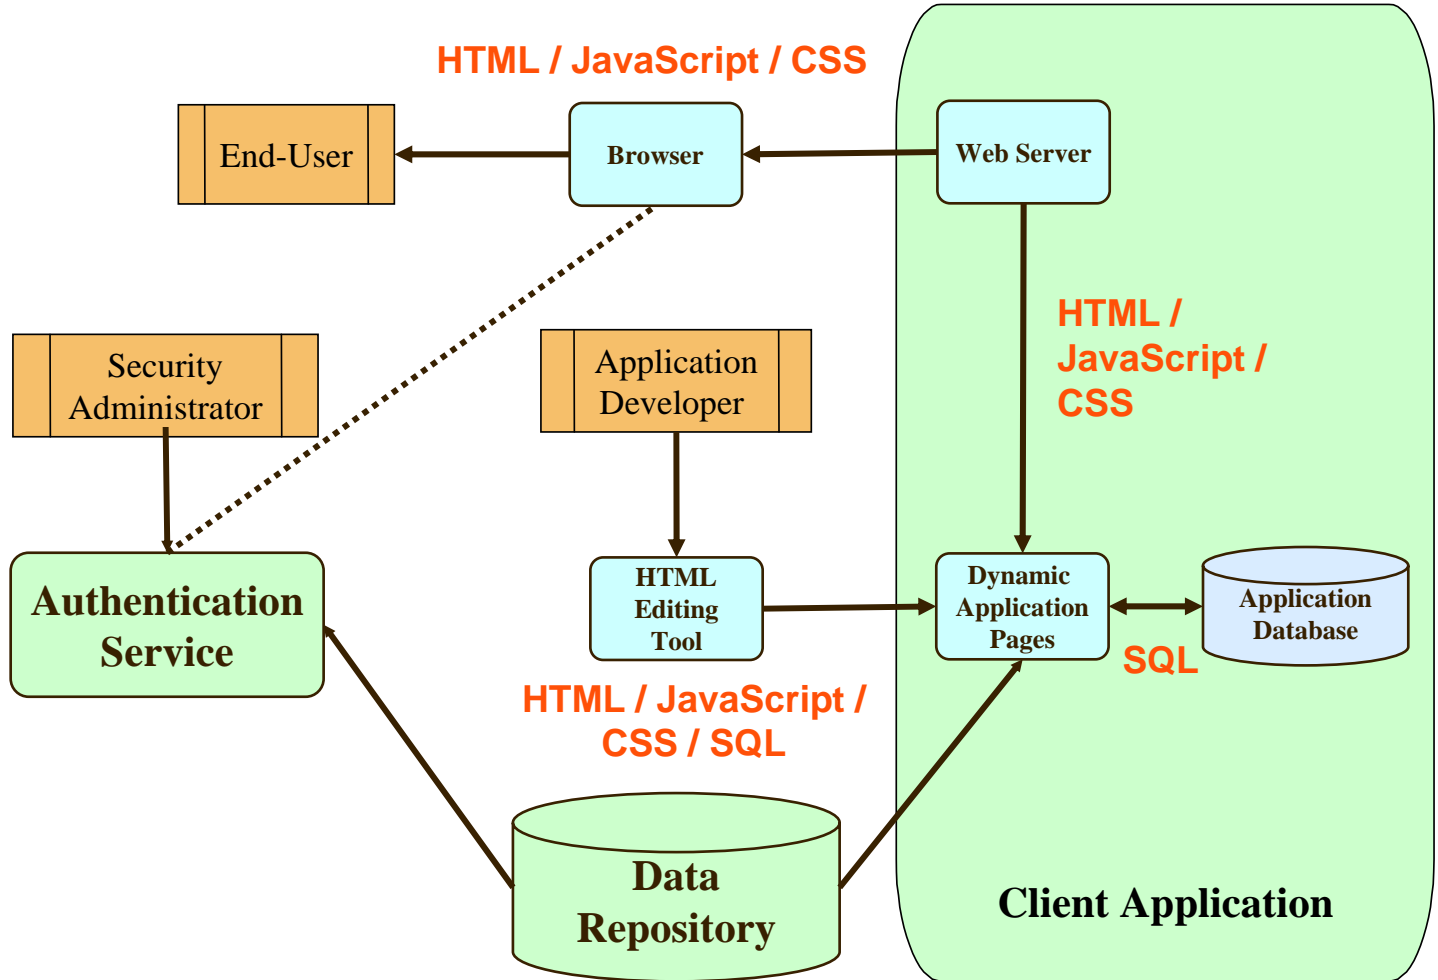 HTML / JavaScript / CSS
End-User
Browser
Web Server
HTML /
JavaScript /
CSS
Security
Administrator
Application
Developer
Authentication
Service
HTML
Editing
Tool
Dynamic
Application
Pages
Application
Database
SQL
HTML / JavaScript /
CSS / SQL
Data
Repository
Client Application